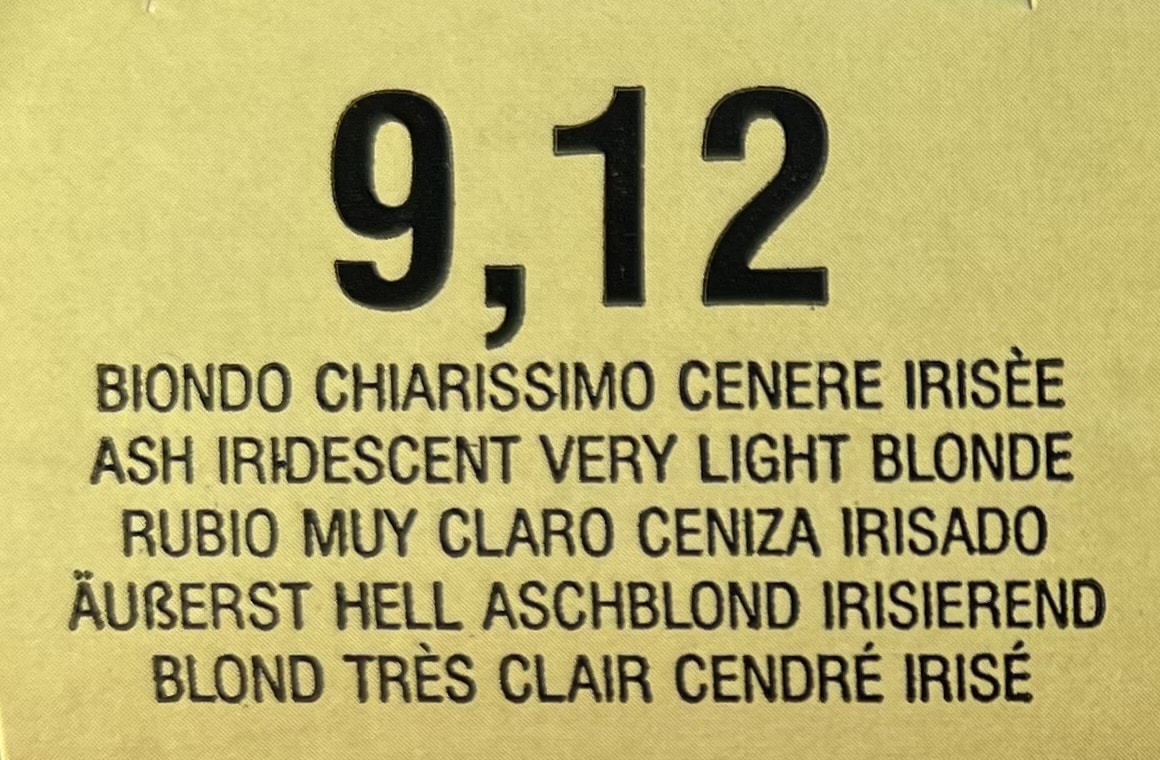 9,12
BIONDO CHIARISSIMO CENERE IRISÈE
ASH IRIDESCENT VERY LIGHT BLONDE
RUBIO MUY CLARO CENIZA IRISADO
ÄUßERST HELL ASCHBLOND IRISIEREND
BLOND TRÈS CLAIR CENDRÉ IRISÉ